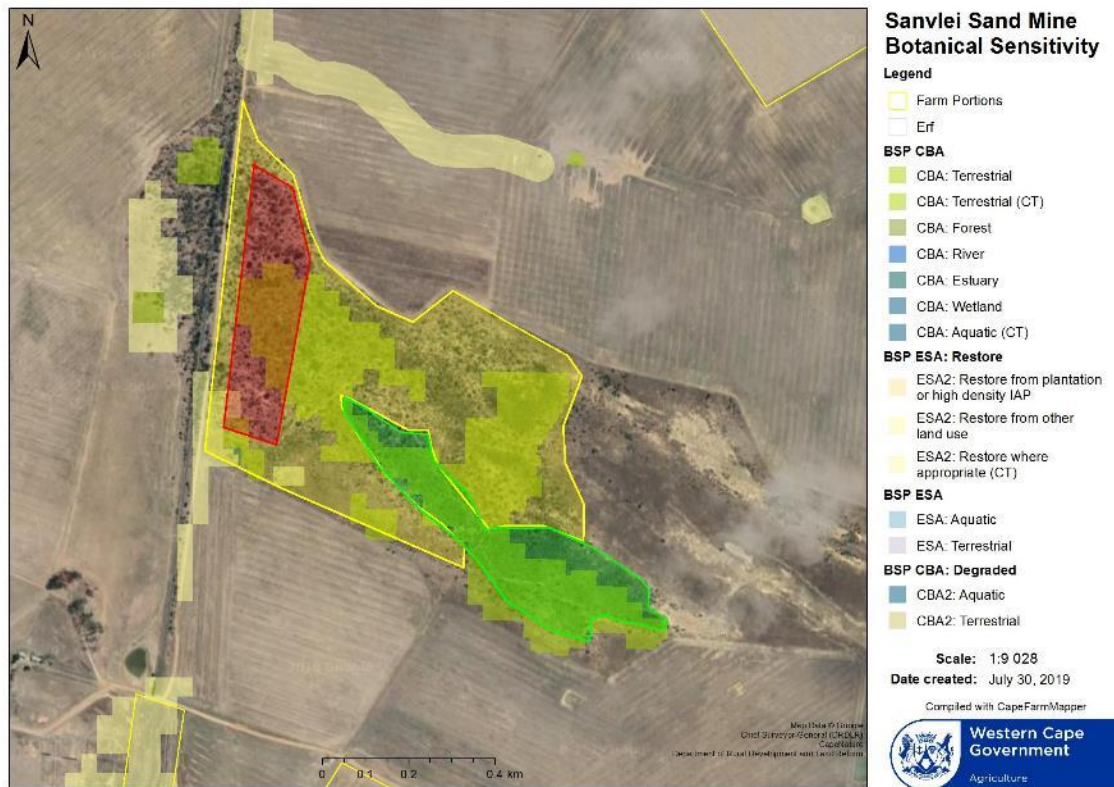 N
Sanvlei Sand Mine
Botanical Sensitivity
Legend
Farm Portions
Erf
BSP CBA
CBA: Terrestrial
CBA: Terrestrial (CT)
CBA: Forest
CBA: River
CBA: Estuary
CBA: Wetland
CBA: Aquatic (CT)
BSP ESA: Restore
ESA2: Restore from plantation
or high density IAP
ESA2: Restore from other
land use
ESA2: Restore where
appropriate (CT)
BSP ESA
ESA: Aquatic
ESA: Terrestrial
BSP CBA: Degraded
CBA2: Aquatic
CBA2: Terrestrial
Scale: 1:9 028
Date created: July 30, 2019
Compiled with CapeFarmMapper
Western Cape
Government
Agriculture
Map Data © Google
Chief Surveyor-General (DRDLR)
CapeNature
Department of Rural Development and Land Reform
0 0.1 0.2 0.4 km